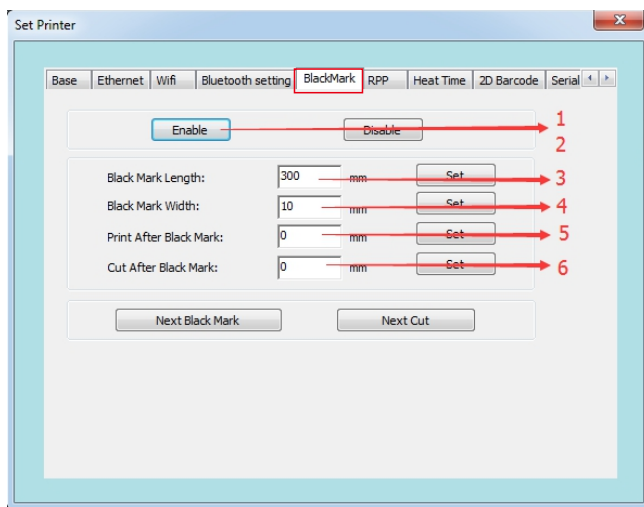 Set Printer
Base Ethernet Wifi Bluetooth setting BlackMark RPP Heat Time 2D Barcode Serial
Enable Disable 1
2
Black Mark Length: 300 mm Set 3
Black Mark Width: 10 mm Set 4
Print After Black Mark: 0 mm Set 5
Cut After Black Mark: 0 mm Set 6
Next Black Mark Next Cut